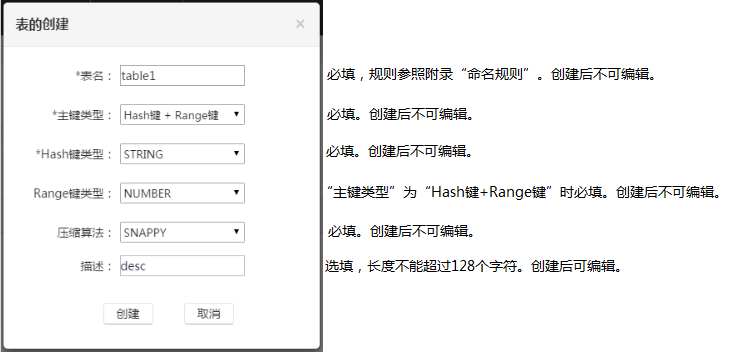 表的创建 ×
*表名： table1 必填，规则参照附录“命名规则”。创建后不可编辑。
*主键类型： Hash键 + Range键 必填。创建后不可编辑。
*Hash键类型： STRING 必填。创建后不可编辑。
Range键类型： NUMBER “主键类型”为“Hash键+Range键”时必填。创建后不可编辑。
压缩算法： SNAPPY 必填。创建后不可编辑。
描述： desc 选填，长度不能超过128个字符。创建后可编辑。
创建 取消